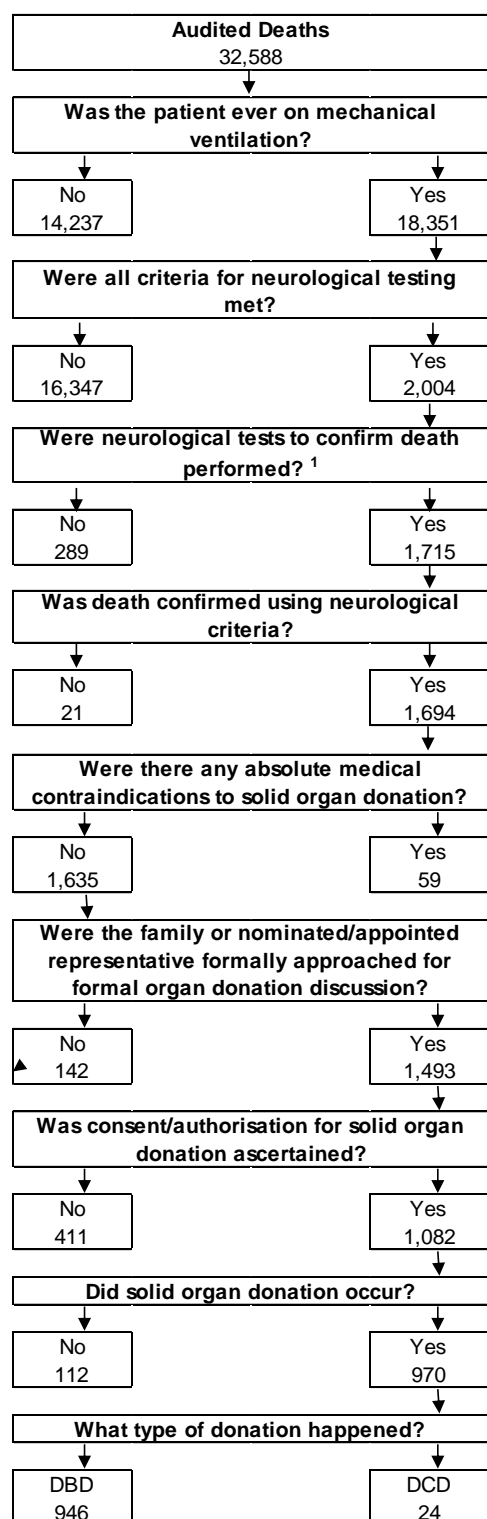 Audited Deaths
32,588
Was the patient ever on mechanical
ventilation?
No
14,237
Yes
18,351
Were all criteria for neurological testing
met?
No
16,347
Yes
2,004
Were neurological tests to confirm death
performed? 1
No
289
Yes
1,715
Was death confirmed using neurological
criteria?
No
21
Yes
1,694
Were there any absolute medical
contraindications to solid organ donation?
No
1,635
Yes
59
Were the family or nominated/appointed
representative formally approached for
formal organ donation discussion?
No
142
Yes
1,493
Was consent/authorisation for solid organ
donation ascertained?
No
411
Yes
1,082
Did solid organ donation occur?
No
112
Yes
970
What type of donation happened?
DBD
946
DCD
24